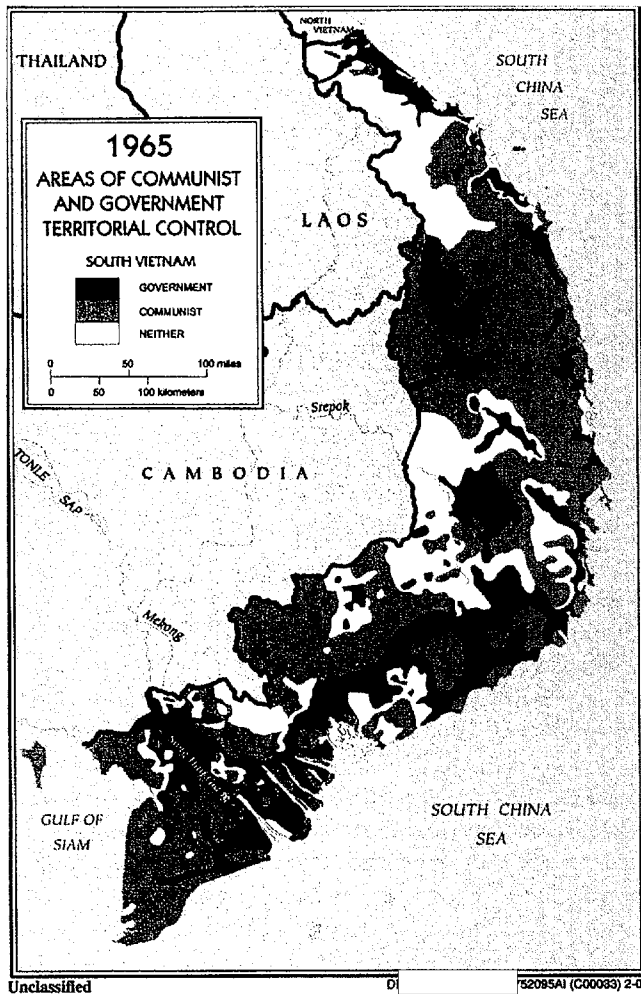 NORTH
VIETNAM
THAILAND
SOUTH
CHINA
SEA
1965
AREAS OF COMMUNIST
AND GOVERNMENT
TERRITORIAL CONTROL
SOUTH VIETNAM
GOVERNMENT
COMMUNIST
NEITHER
0 50 100 miles
0 50 100 kilometers
LAOS
Srepok
CAMBODIA
TONLE
SAP
Mekong
GULF OF
SIAM
SOUTH CHINA
SEA
Unclassified
752095AI (C00033)